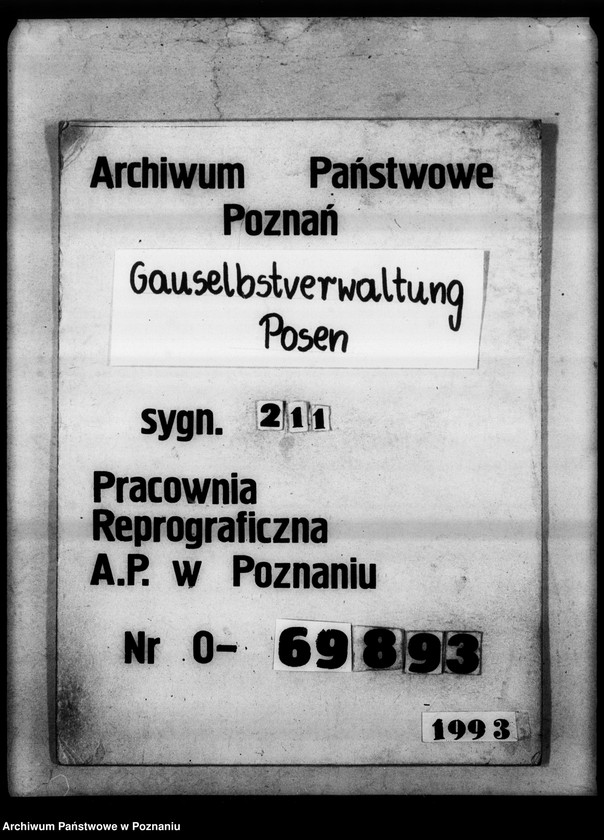 Archiwum Państwowe
Poznań
Gauselbstverwaltung
Posen
sygn. 211
Pracownia
Reprograficzna
A.P. w Poznaniu
Nr 0- 69893
1993
Archiwum Państwowe w Poznaniu